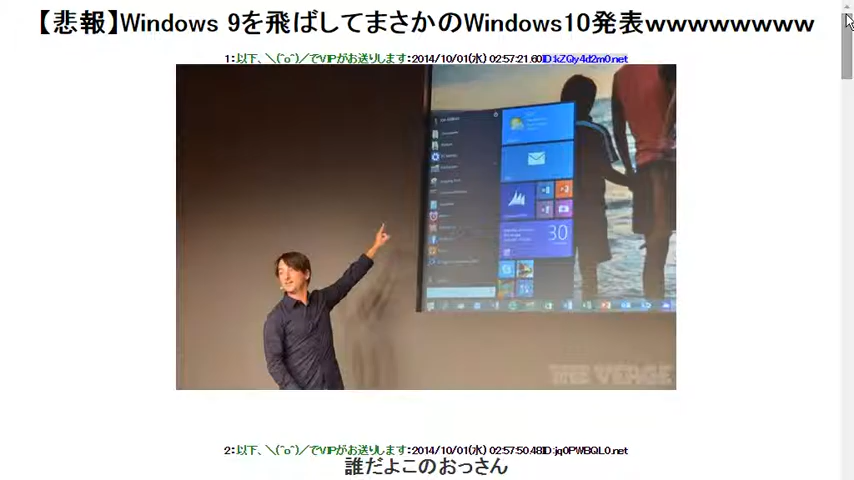 【悲報】Windows 9を飛ばしてまさかのWindows10発表wwwwwwwww
1：以下、＼(^o^)／でVIPがお送りします：2014/10/01(水) 02:57:21.60ID:kZQy4d2m0.net
30
THE VERGE
2：以下、＼(^o^)／でVIPがお送りします：2014/10/01(水) 02:57:50.48ID:jq0PWBQL0.net
誰だよこのおっさん